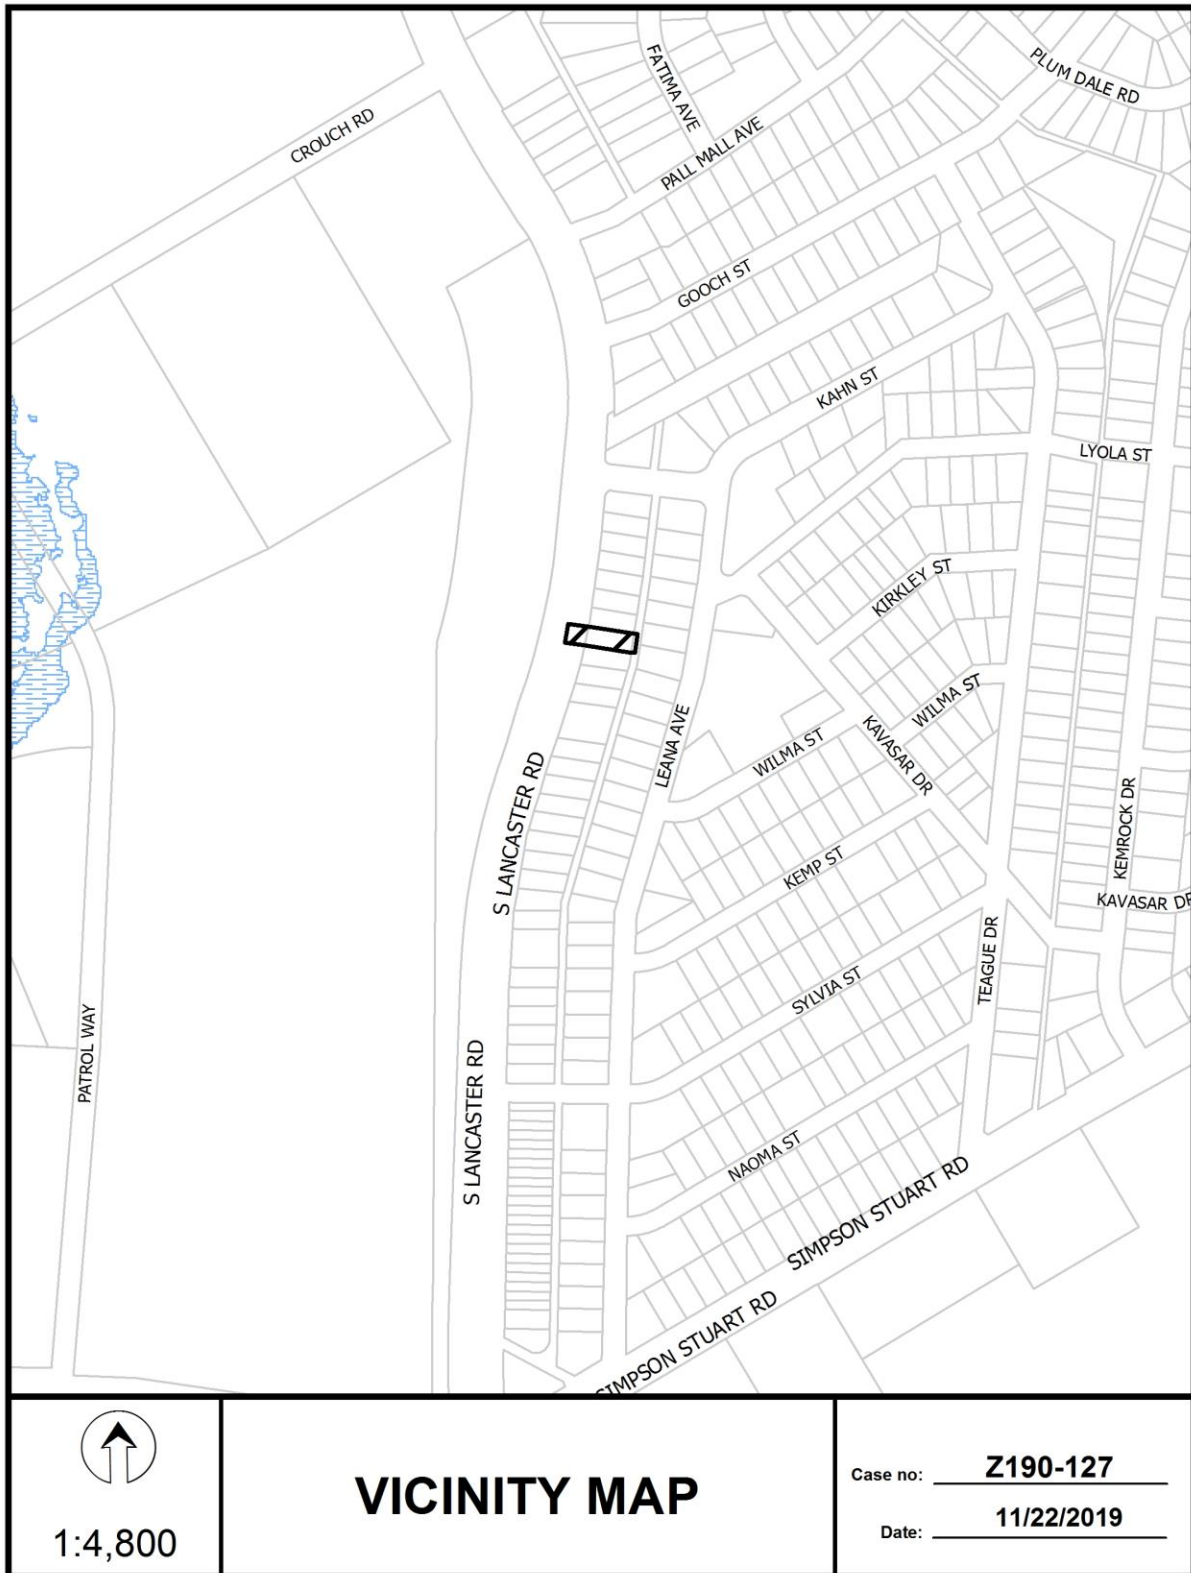 PLUM DALE RD
FATIMA AVE
CROUCH RD
PALL MALL AVE
GOOCH ST
KAHN ST
LYOLA ST
KIRKLEY ST
WILMA ST
LEANA AVE
WILMA ST
KAVASAR DR
S LANCASTER RD
KEMROCK DR
KEMP ST
KAVASAR DR
TEAGUE DR
SYLVIA ST
PATROL WAY
S LANCASTER RD
NAOMA ST
SIMPSON STUART RD
SIMPSON STUART RD
1:4,800
VICINITY MAP
Case no: Z190-127
Date: 11/22/2019